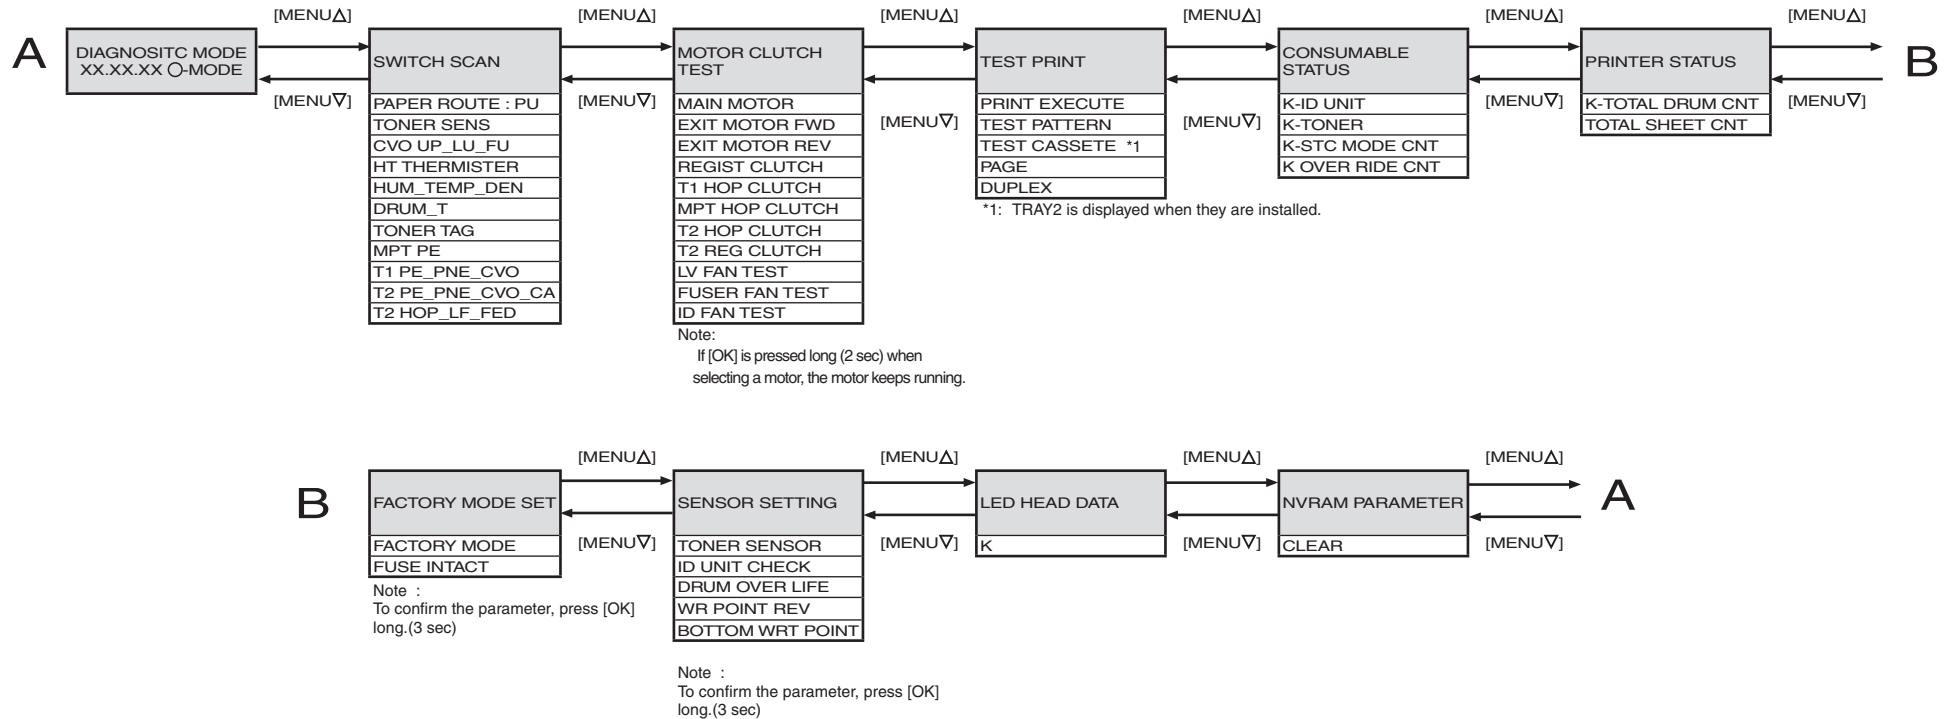 [MENU△] [MENU△] [MENU△] [MENU△] [MENU△] [MENU△]
A
DIAGNOSITC MODE
XX.XX.XX ○-MODE
[MENU▽]
SWITCH SCAN
PAPER ROUTE : PU
TONER SENS
CVO UP_LU_FU
HT THERMISTER
HUM_TEMP_DEN
DRUM_T
TONER TAG
MPT PE
T1 PE_PNE_CVO
T2 PE_PNE_CVO_CA
T2 HOP_LF_FED
[MENU▽]
MOTOR CLUTCH
TEST
MAIN MOTOR
EXIT MOTOR FWD
EXIT MOTOR REV
REGIST CLUTCH
T1 HOP CLUTCH
MPT HOP CLUTCH
T2 HOP CLUTCH
T2 REG CLUTCH
LV FAN TEST
FUSER FAN TEST
ID FAN TEST
Note:
If [OK] is pressed long (2 sec) when
selecting a motor, the motor keeps running.
[MENU▽]
TEST PRINT
PRINT EXECUTE
TEST PATTERN
TEST CASSETE *1
PAGE
DUPLEX
*1: TRAY2 is displayed when they are installed.
[MENU▽]
CONSUMABLE
STATUS
K-ID UNIT
K-TONER
K-STC MODE CNT
K OVER RIDE CNT
[MENU▽]
PRINTER STATUS
K-TOTAL DRUM CNT
TOTAL SHEET CNT
[MENU▽]
B
[MENU△] [MENU△] [MENU△] [MENU△]
B
FACTORY MODE SET
FACTORY MODE
FUSE INTACT
Note :
To confirm the parameter, press [OK]
long.(3 sec)
[MENU▽]
SENSOR SETTING
TONER SENSOR
ID UNIT CHECK
DRUM OVER LIFE
WR POINT REV
BOTTOM WRT POINT
Note :
To confirm the parameter, press [OK]
long.(3 sec)
[MENU▽]
LED HEAD DATA
K
[MENU▽]
NVRAM PARAMETER
CLEAR
[MENU▽]
A